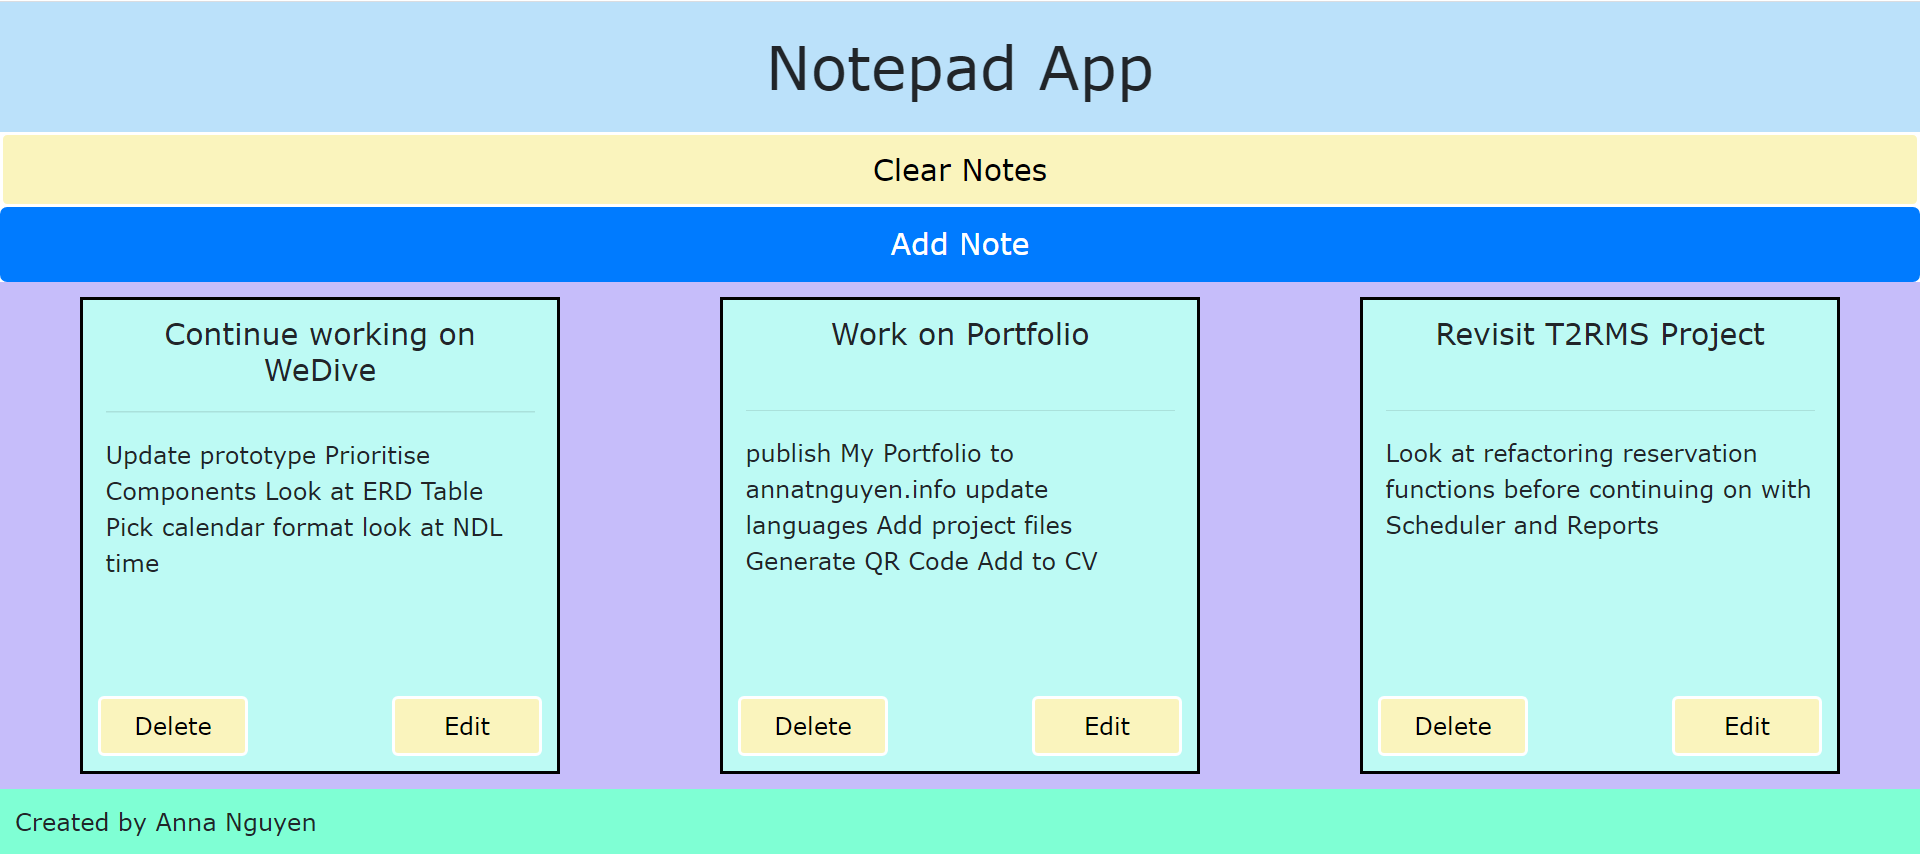 Notepad App
Clear Notes
Add Note
Continue working on
WeDive
Update prototype Prioritise
Components Look at ERD Table
Pick calendar format look at NDL
time
Delete
Edit
Work on Portfolio
publish My Portfolio to
annatnguyen.info update
languages Add project files
Generate QR Code Add to CV
Delete
Edit
Revisit T2RMS Project
Look at refactoring reservation
functions before continuing on with
Scheduler and Reports
Delete
Edit
Created by Anna Nguyen